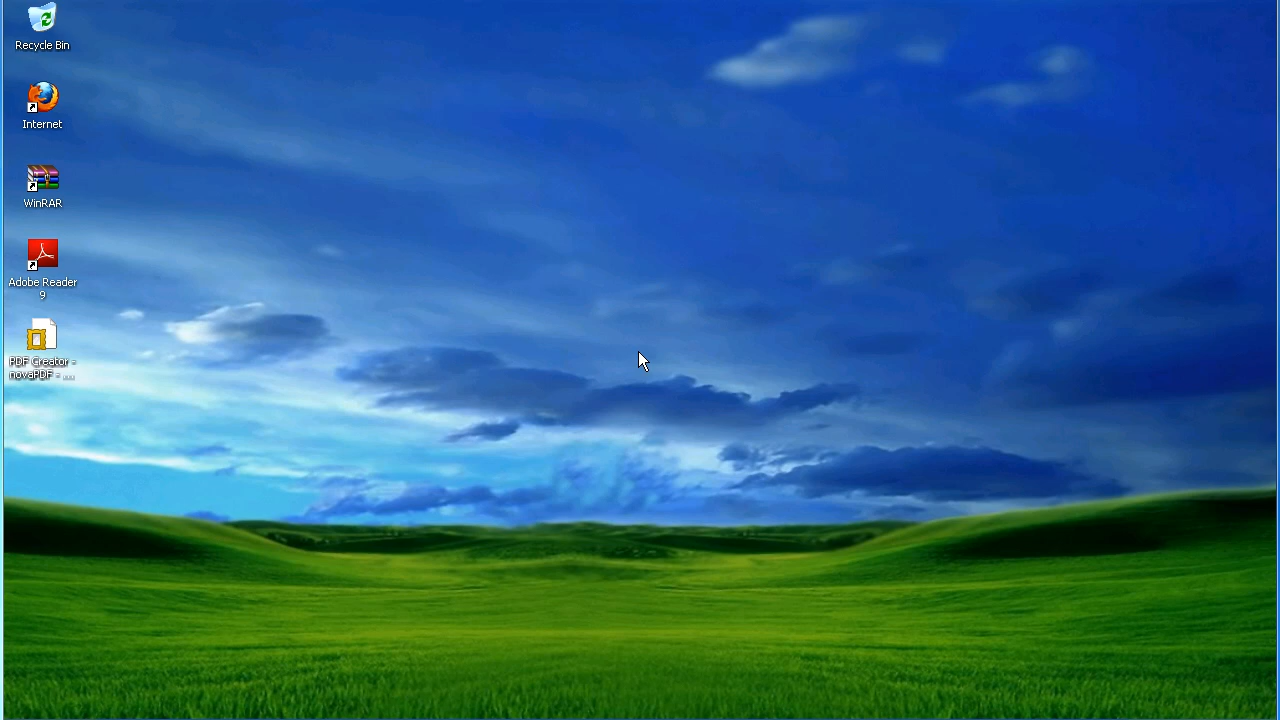 Recycle Bin
Internet
WinRAR
Adobe Reader
9
PDF Creator -
novaPDF - ...